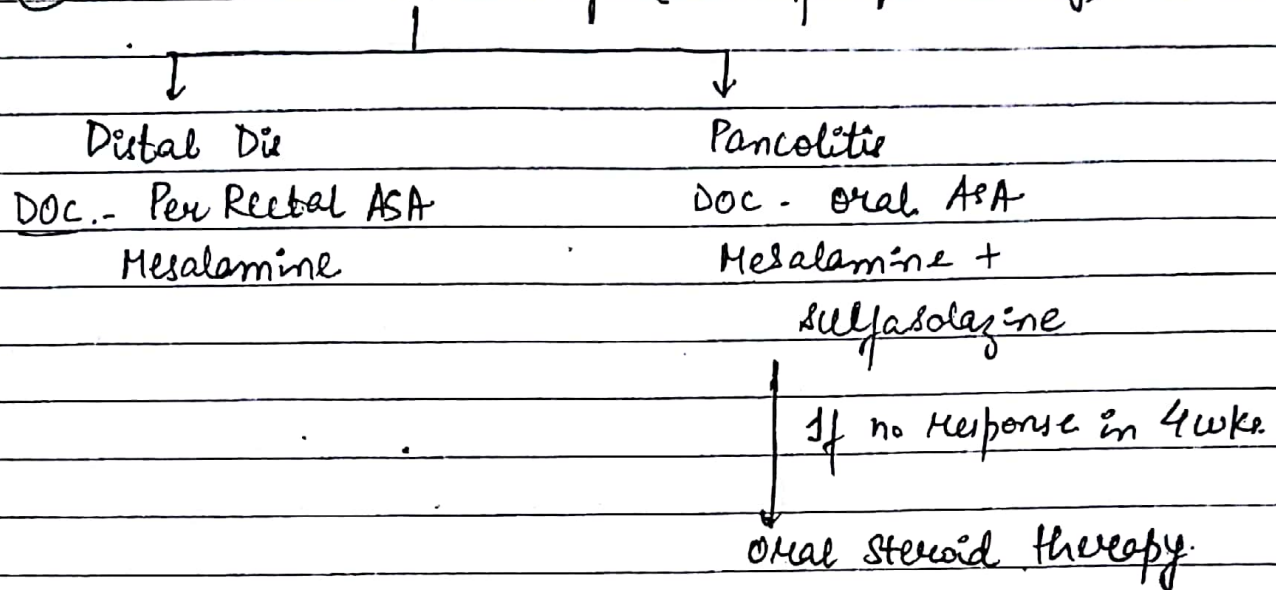 Distal Dis
Pancolitis
DOC.- Per Rectal ASA
DOC - oral ASA
Mesalamine
Mesalamine +
sulfasalazine
If no response in 4wks.
oral steroid therapy.